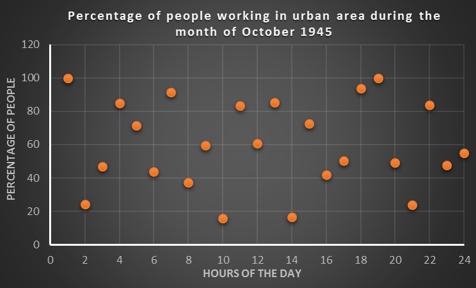 Percentage of people working in urban area during the
month of October 1945
PERCENTAGE OF PEOPLE
120
100
80
60
40
20
0
0 2 4 6 8 10 12 14 16 18 20 22 24
HOURS OF THE DAY